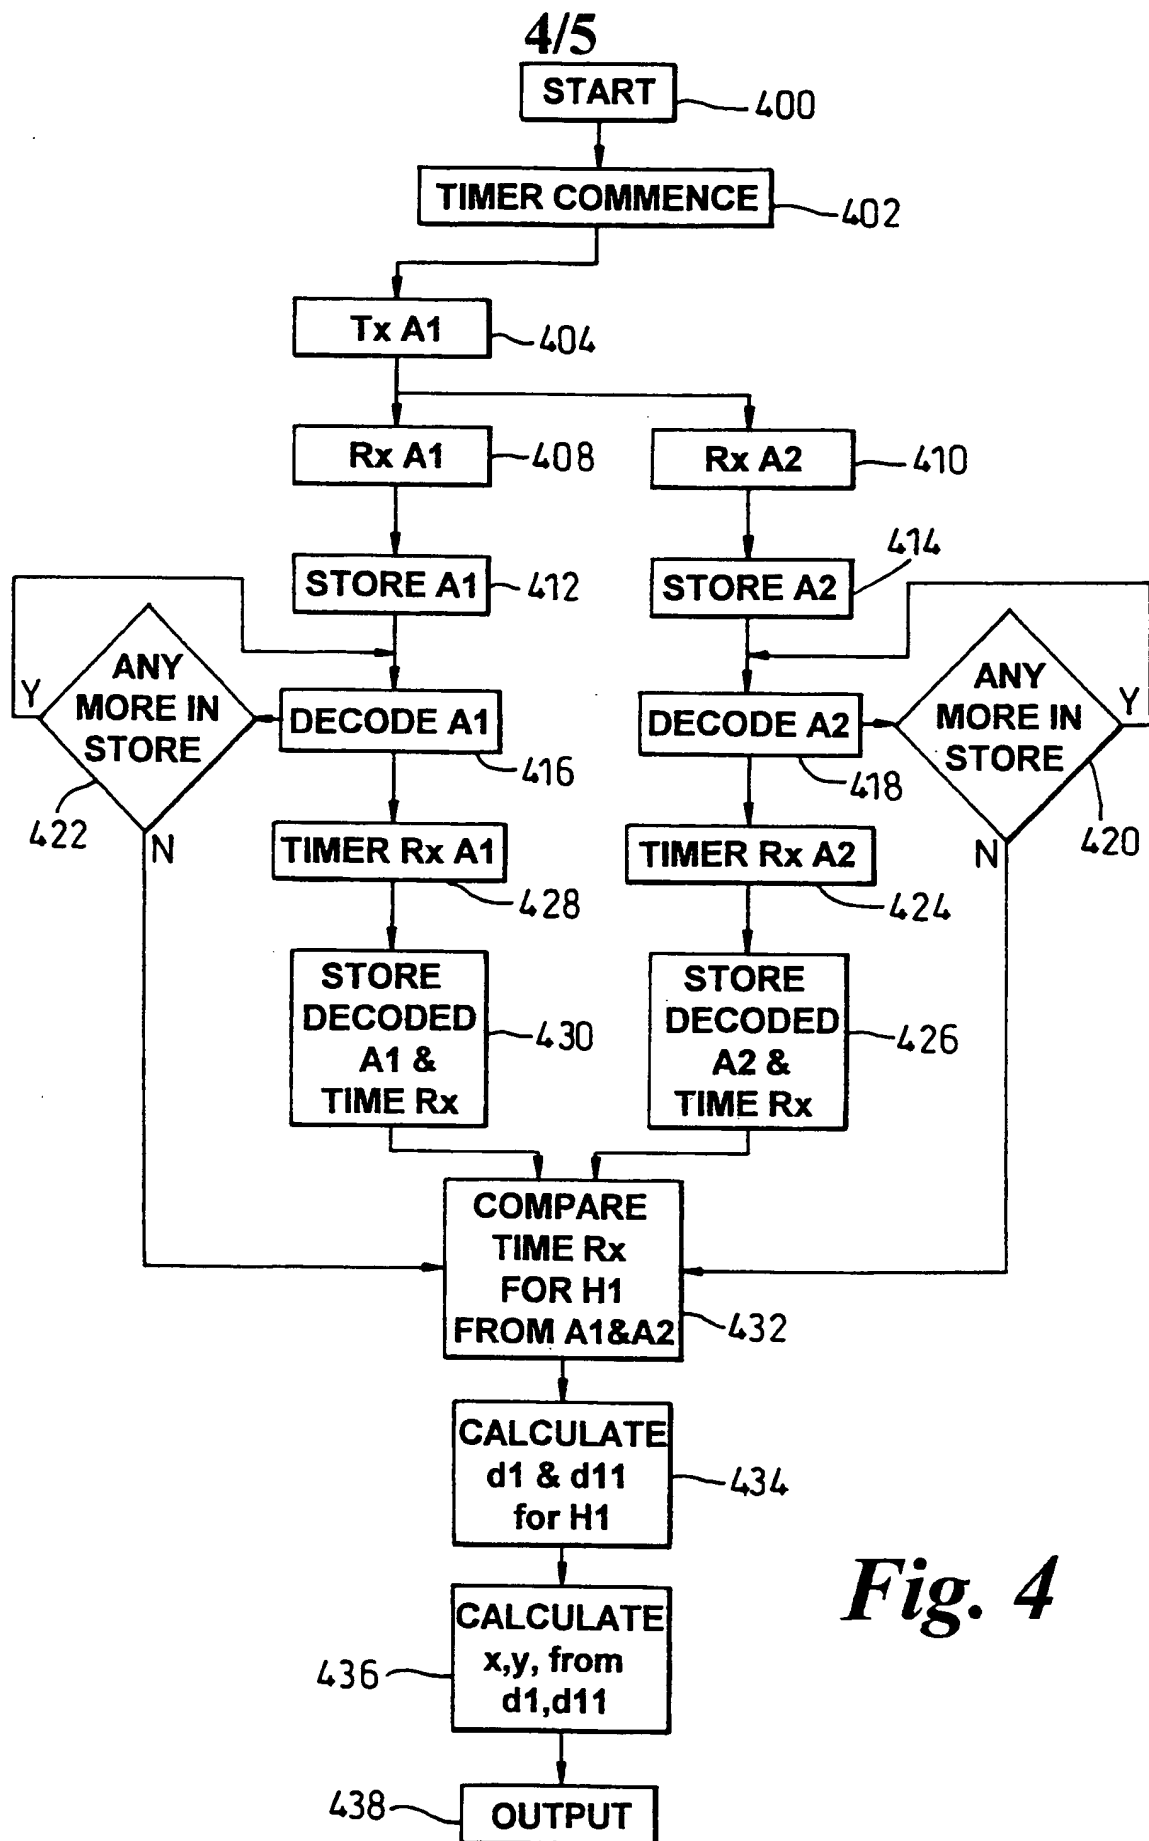 4/5
START
400
TIMER COMMENCE
402
Tx A1
404
Rx A1
408
Rx A2
410
STORE A1
412
STORE A2
414
ANY
MORE IN
STORE
Y
N
422
DECODE A1
416
DECODE A2
418
ANY
MORE IN
STORE
Y
N
420
TIMER Rx A1
428
TIMER Rx A2
424
STORE
DECODED
A1 &
TIME Rx
430
STORE
DECODED
A2 &
TIME Rx
426
COMPARE
TIME Rx
FOR H1
FROM A1&A2
432
CALCULATE
d1 & d11
for H1
434
CALCULATE
x,y, from
d1,d11
436
OUTPUT
438
Fig. 4